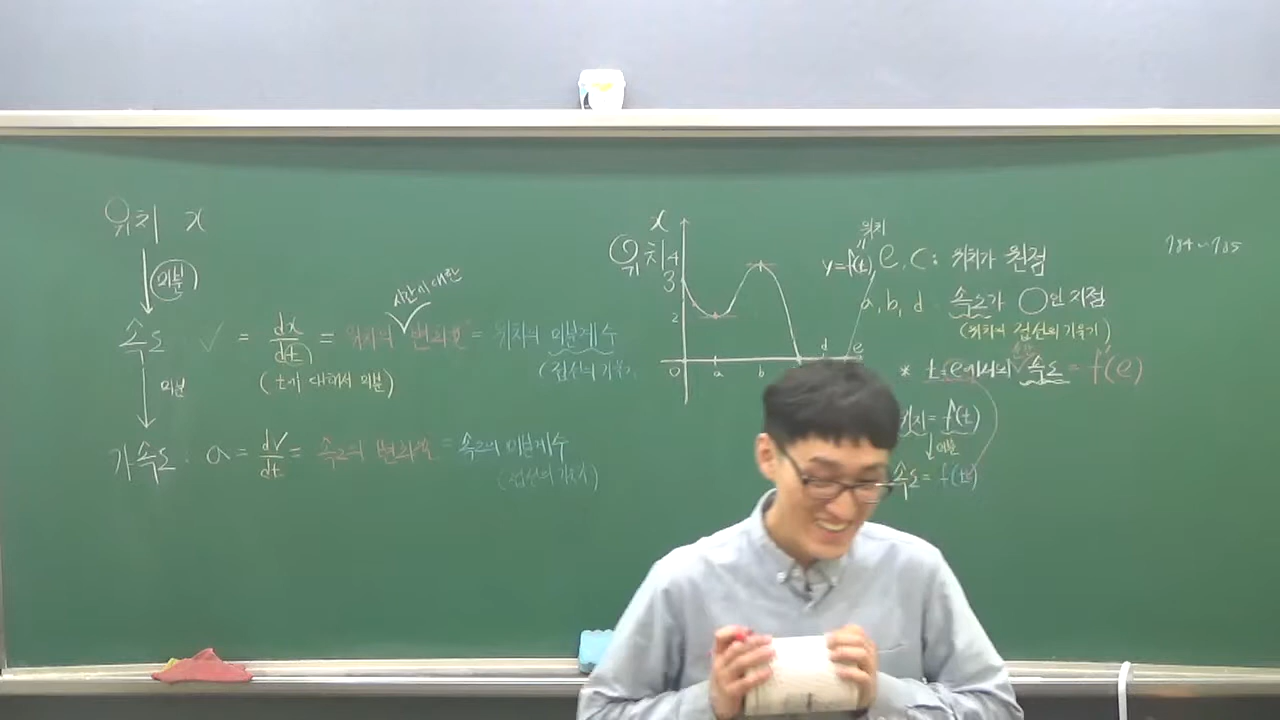 위치 x
미분
속도 v = dx/dt = 위치의 변화율 = 위치의 미분계수
시간에 대한
(t에 대해서 미분)
(접선의 기울기)
미분
가속도 a = dv/dt = 속도의 변화율 = 속도의 미분계수
(접선의 기울기)
x
위치
4
3
2
0 a b d e
위치
y=f(t)
e, c: 위치가 원점
a, b, d: 속도가 0인 지점
(위치의 접선의 기울기)
* t=e에서의 속도 = f'(e)
위치 = f(t)
미분
속도 = f'(t)
184~185